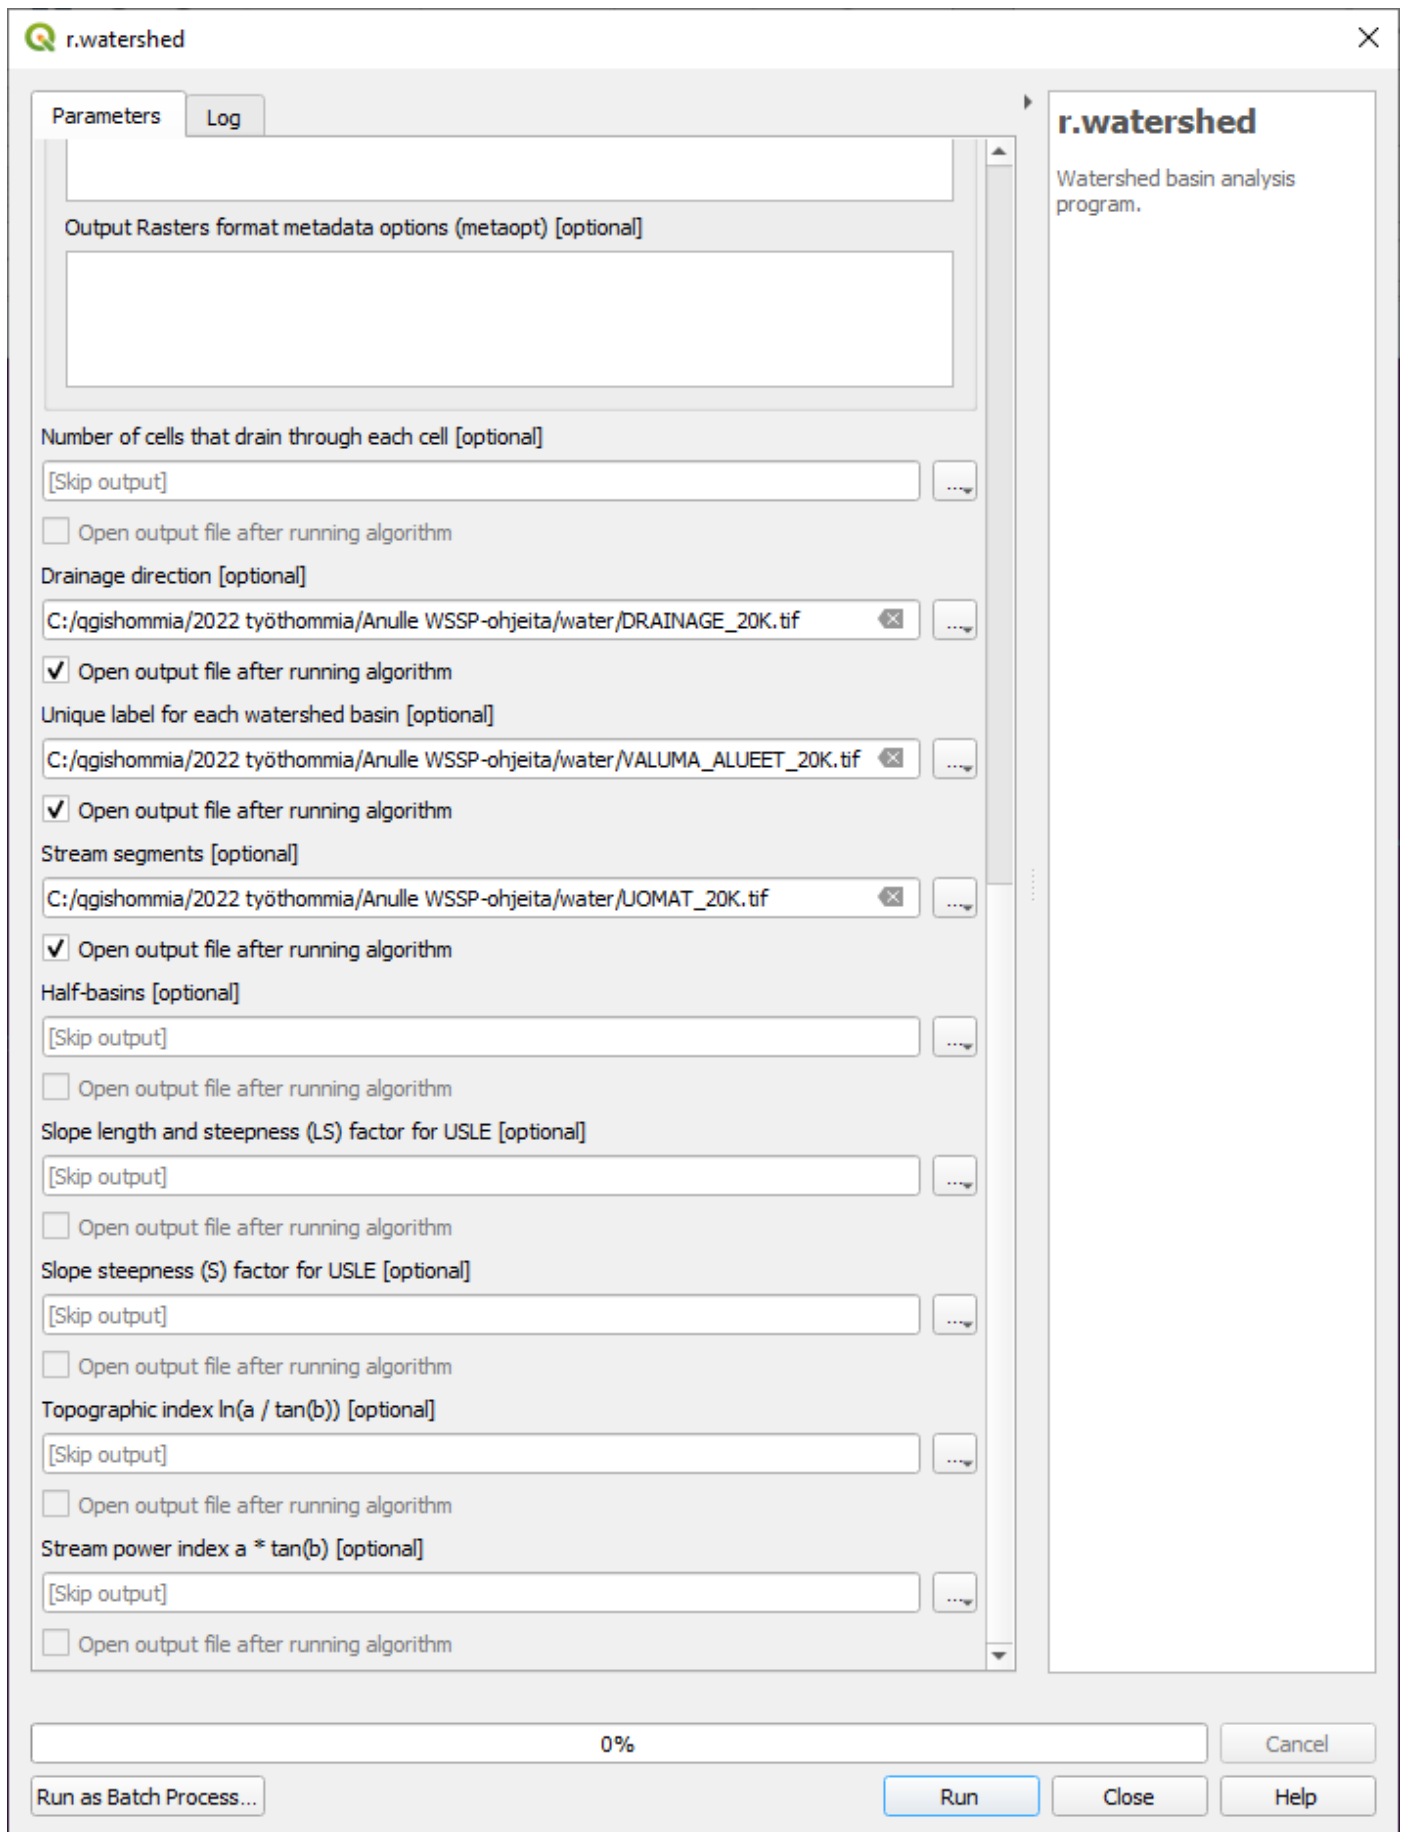 r.watershed
Parameters
Log
Output Rasters format metadata options (metaopt) [optional]
Number of cells that drain through each cell [optional]
[Skip output]
...
Open output file after running algorithm
Drainage direction [optional]
C:/qgishommia/2022 työthommia/Anulle WSSP-ohjeita/water/DRAINAGE_20K.tif
...
Open output file after running algorithm
Unique label for each watershed basin [optional]
C:/qgishommia/2022 työthommia/Anulle WSSP-ohjeita/water/VALUMA_ALUEET_20K.tif
...
Open output file after running algorithm
Stream segments [optional]
C:/qgishommia/2022 työthommia/Anulle WSSP-ohjeita/water/UOMAT_20K.tif
...
Open output file after running algorithm
Half-basins [optional]
[Skip output]
...
Open output file after running algorithm
Slope length and steepness (LS) factor for USLE [optional]
[Skip output]
...
Open output file after running algorithm
Slope steepness (S) factor for USLE [optional]
[Skip output]
...
Open output file after running algorithm
Topographic index ln(a / tan(b)) [optional]
[Skip output]
...
Open output file after running algorithm
Stream power index a * tan(b) [optional]
[Skip output]
...
Open output file after running algorithm
r.watershed
Watershed basin analysis
program.
0%
Cancel
Run as Batch Process...
Run
Close
Help